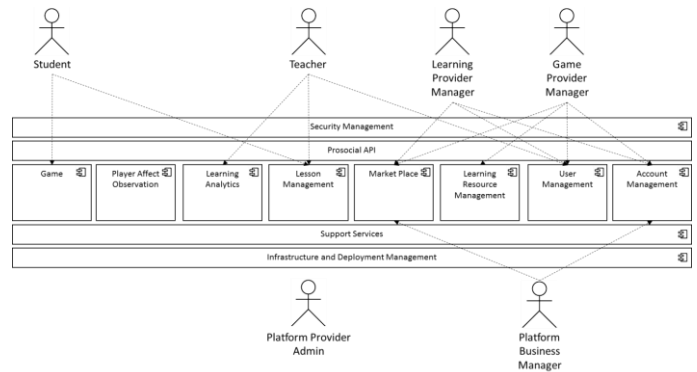 Student
Teacher
Learning
Provider
Manager
Game
Provider
Manager
Security Management
Prosocial API
Game
Player Affect
Observation
Learning
Analytics
Lesson
Management
Market Place
Learning
Resource
Management
User
Management
Account
Management
Support Services
Infrastructure and Deployment Management
Platform Provider
Admin
Platform
Business
Manager